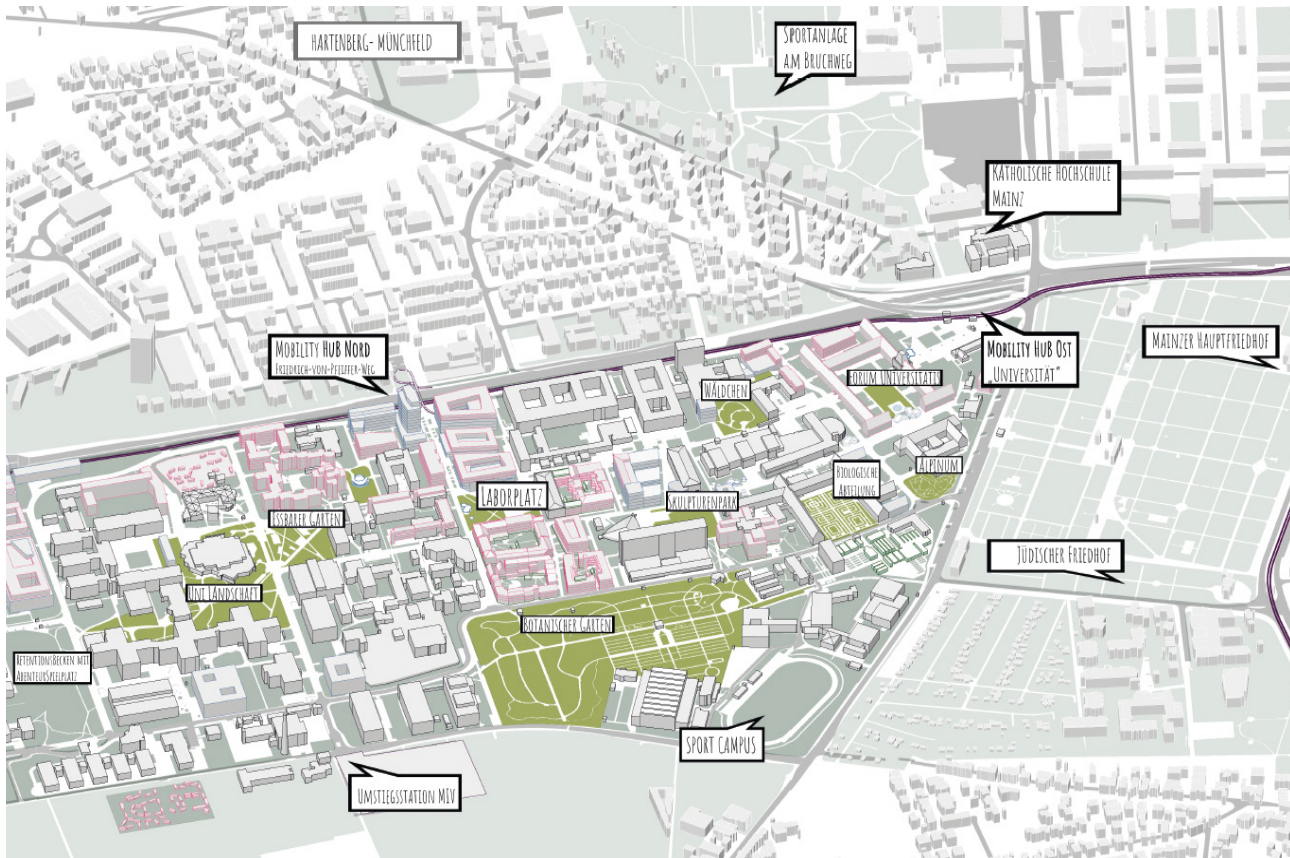 HARTENBERG- MÜNCHFELD
SPORTANLAGE
AM BRUCHWEG
KATHOLISCHE HOCHSCHULE
MAINZ
MAINZER HAUPTFRIEDHOF
MOBILITY HUB NORD
FRIEDRICH-VON-PFEIFFER-WEG
MOBILITY HUB OST
„UNIVERSITÄT“
FORUM UNIVERSITATI
WÄLDCHEN
ALPINUM
BIOLOGISCHE
ABTEILUNG
LABORPLATZ
SKULPTURENPARK
ESSBARER GARTEN
JÜDISCHER FRIEDHOF
UNI LANDSCHAFT
BOTANISCHER GARTEN
RETENTIONSBECKEN MIT
ABENTEUERSPIELPLATZ
SPORT CAMPUS
UMSTIEGSSTATION MIV